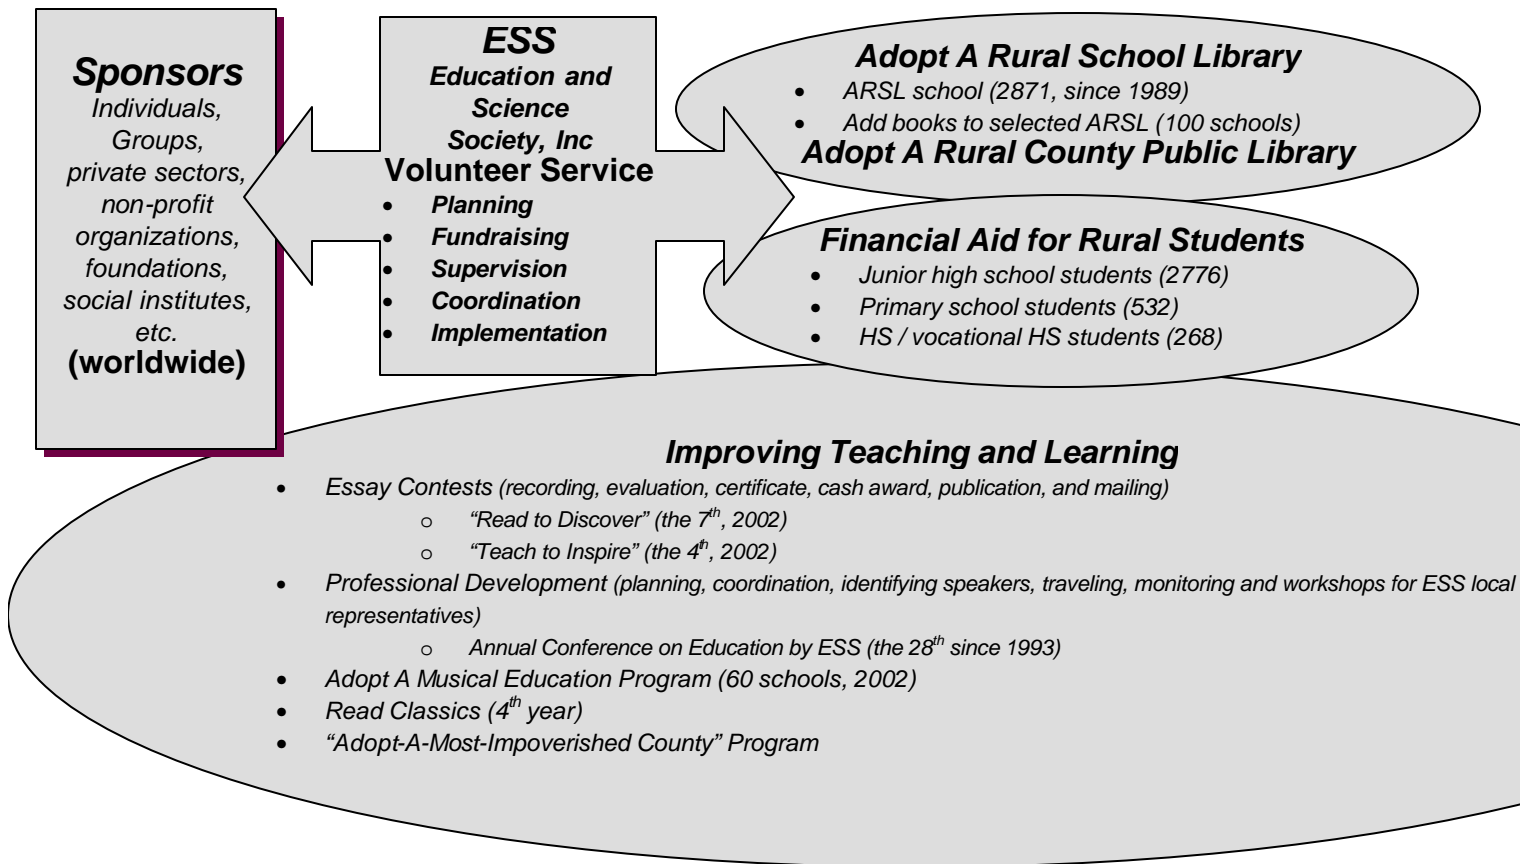 Sponsors
Individuals,
Groups,
private sectors,
non-profit
organizations,
foundations,
social institutes,
etc.
(worldwide)
ESS
Education and
Science
Society, Inc
Volunteer Service
• Planning
• Fundraising
• Supervision
• Coordination
• Implementation
Adopt A Rural School Library
• ARSL school (2871, since 1989)
• Add books to selected ARSL (100 schools)
Adopt A Rural County Public Library
Financial Aid for Rural Students
• Junior high school students (2776)
• Primary school students (532)
• HS / vocational HS students (268)
Improving Teaching and Learning
• Essay Contests (recording, evaluation, certificate, cash award, publication, and mailing)
o “Read to Discover” (the 7th, 2002)
o “Teach to Inspire” (the 4th, 2002)
• Professional Development (planning, coordination, identifying speakers, traveling, monitoring and workshops for ESS local
representatives)
o Annual Conference on Education by ESS (the 28th since 1993)
• Adopt A Musical Education Program (60 schools, 2002)
• Read Classics (4th year)
• “Adopt-A-Most-Impoverished County” Program